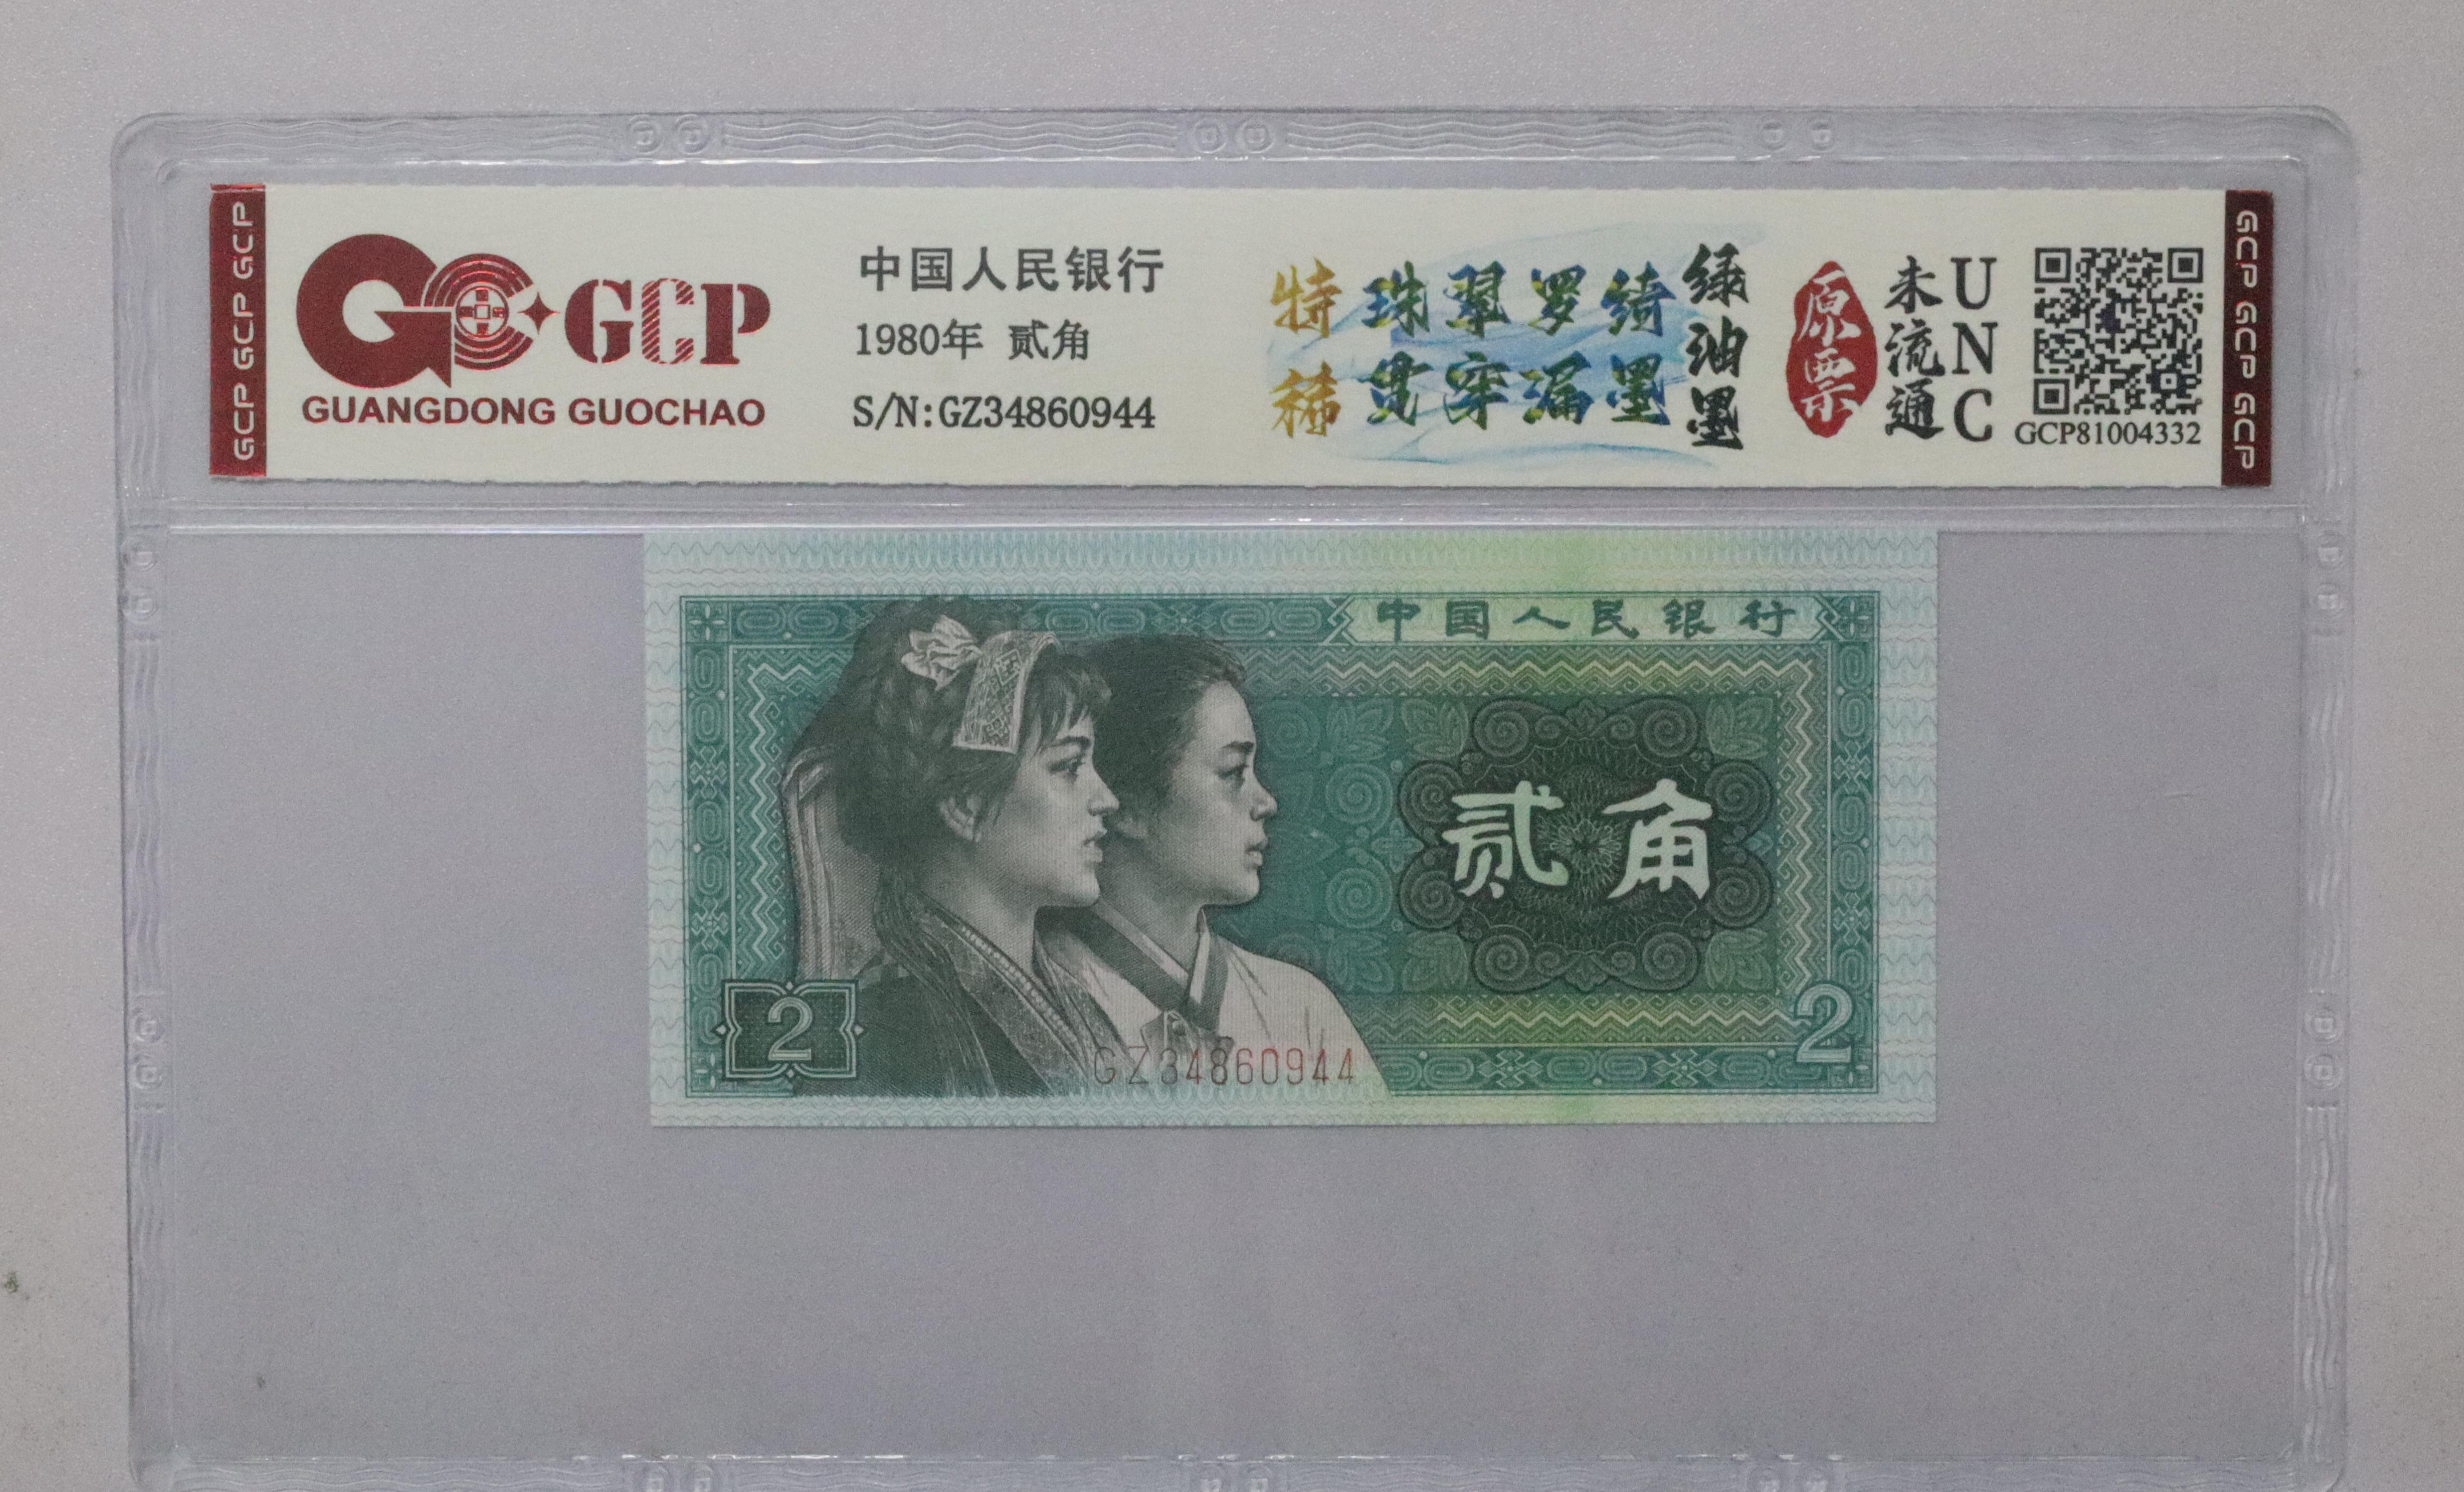 GCP GCP GCP
GCP
GUANGDONG GUOCHAO
中国人民银行
1980年 贰角
S/N:GZ34860944
特稀
珠翠罗绮
贯穿漏墨
绿油墨
原票
未流通
UNC
GCP81004332
GCP GCP GCP
中国人民银行
贰角
2
GZ34860944
2